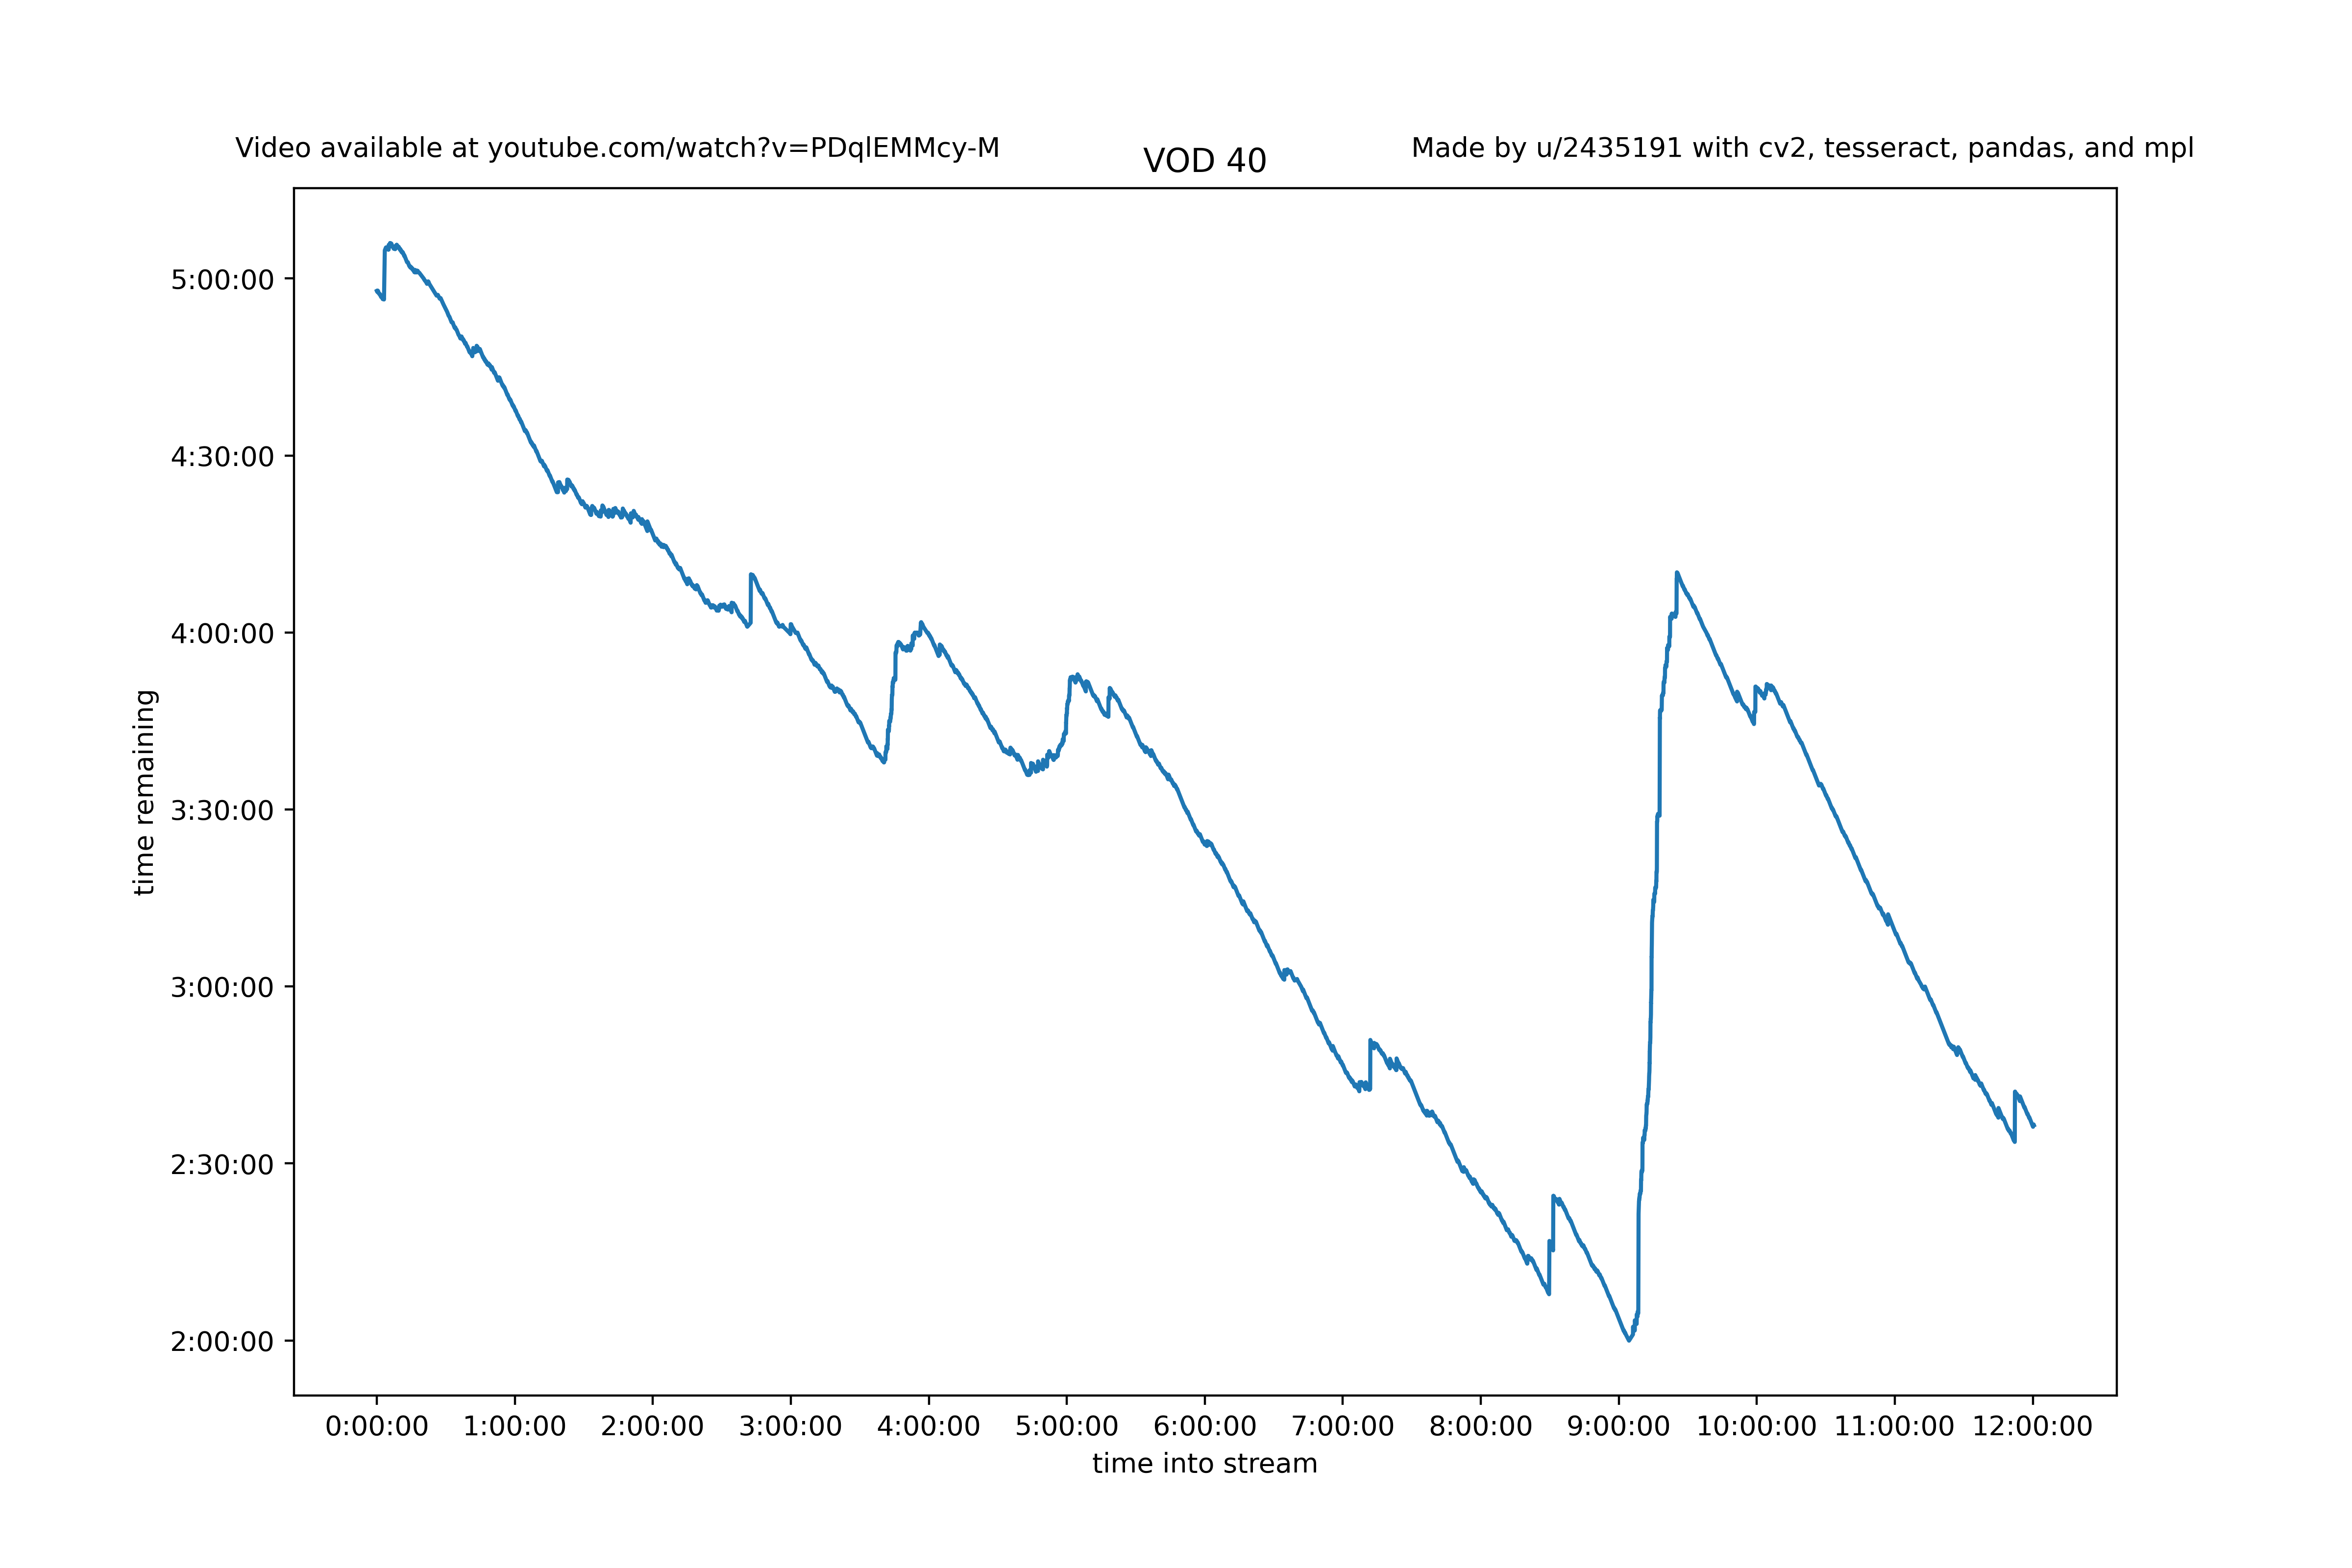 Video available at youtube.com/watch?v=PDqlEMMcy-M
VOD 40
Made by u/2435191 with cv2, tesseract, pandas, and mpl
time remaining
5:00:00
4:30:00
4:00:00
3:30:00
3:00:00
2:30:00
2:00:00
0:00:00 1:00:00 2:00:00 3:00:00 4:00:00 5:00:00 6:00:00 7:00:00 8:00:00 9:00:00 10:00:00 11:00:00 12:00:00
time into stream